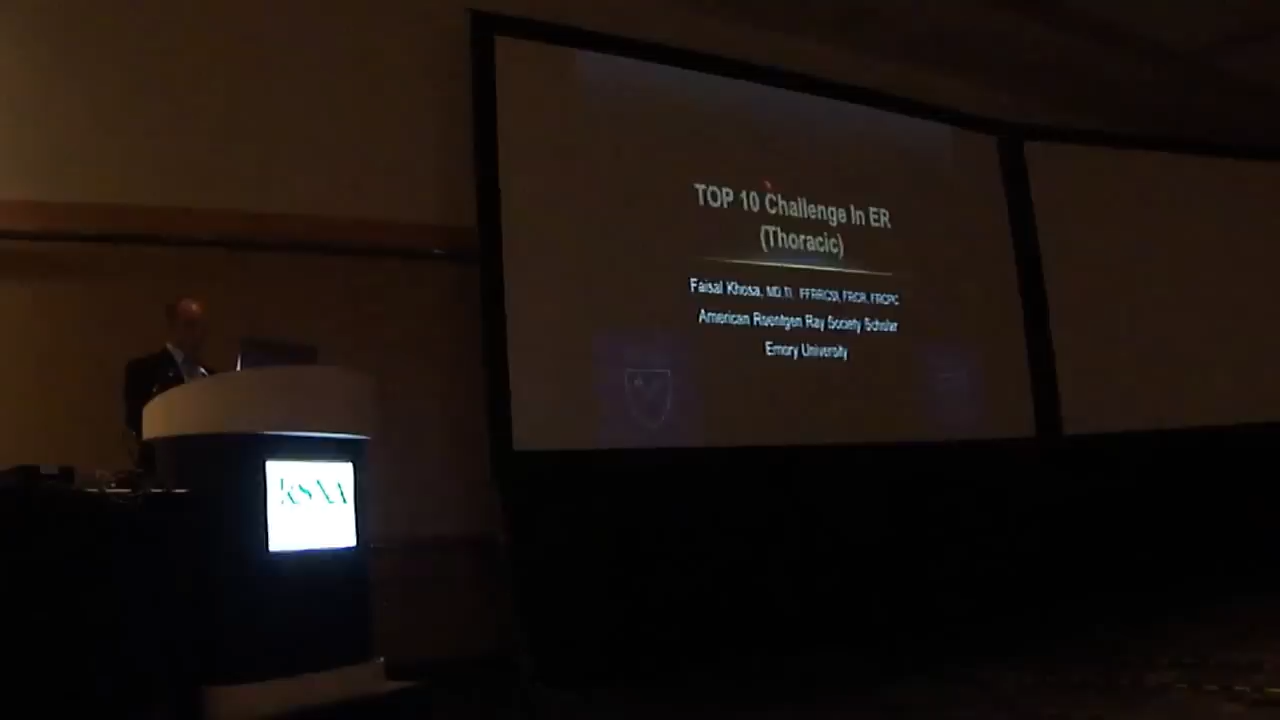 TOP 10 Challenge In ER
(Thoracic)
Faisal Khosa, MD, FFRRCSI, FRCR, FRCPC
American Roentgen Ray Society Scholar
Emory University
RSNA